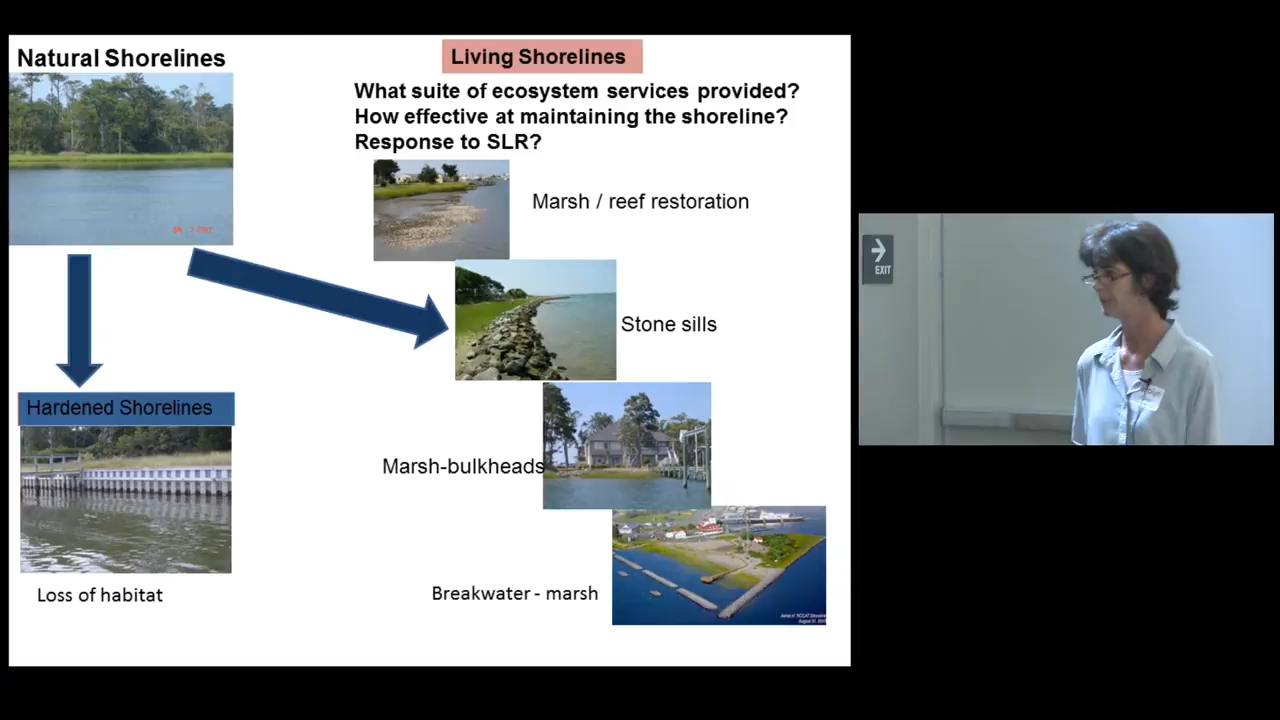 Natural Shorelines
Living Shorelines
What suite of ecosystem services provided?
How effective at maintaining the shoreline?
Response to SLR?
Marsh / reef restoration
Stone sills
Hardened Shorelines
Marsh-bulkheads
Loss of habitat
Breakwater - marsh
EXIT